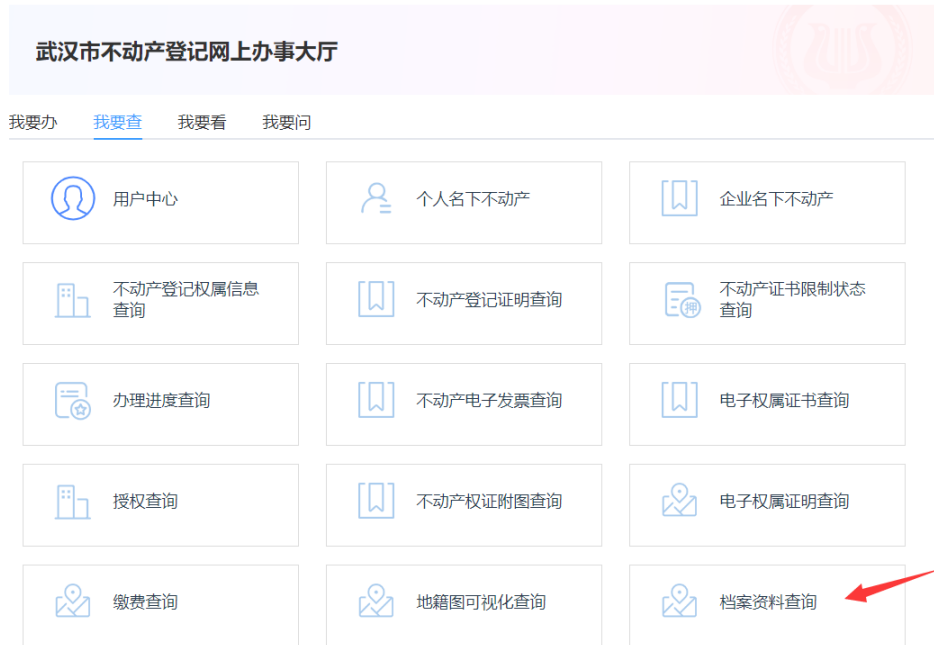 武汉市不动产登记网上办事大厅
我要办 我要查 我要看 我要问
用户中心
个人名下不动产
企业名下不动产
不动产登记权属信息
查询
不动产登记证明查询
不动产证书限制状态
查询
押
办理进度查询
不动产电子发票查询
电子权属证书查询
授权查询
不动产权证附图查询
电子权属证明查询
缴费查询
地籍图可视化查询
档案资料查询